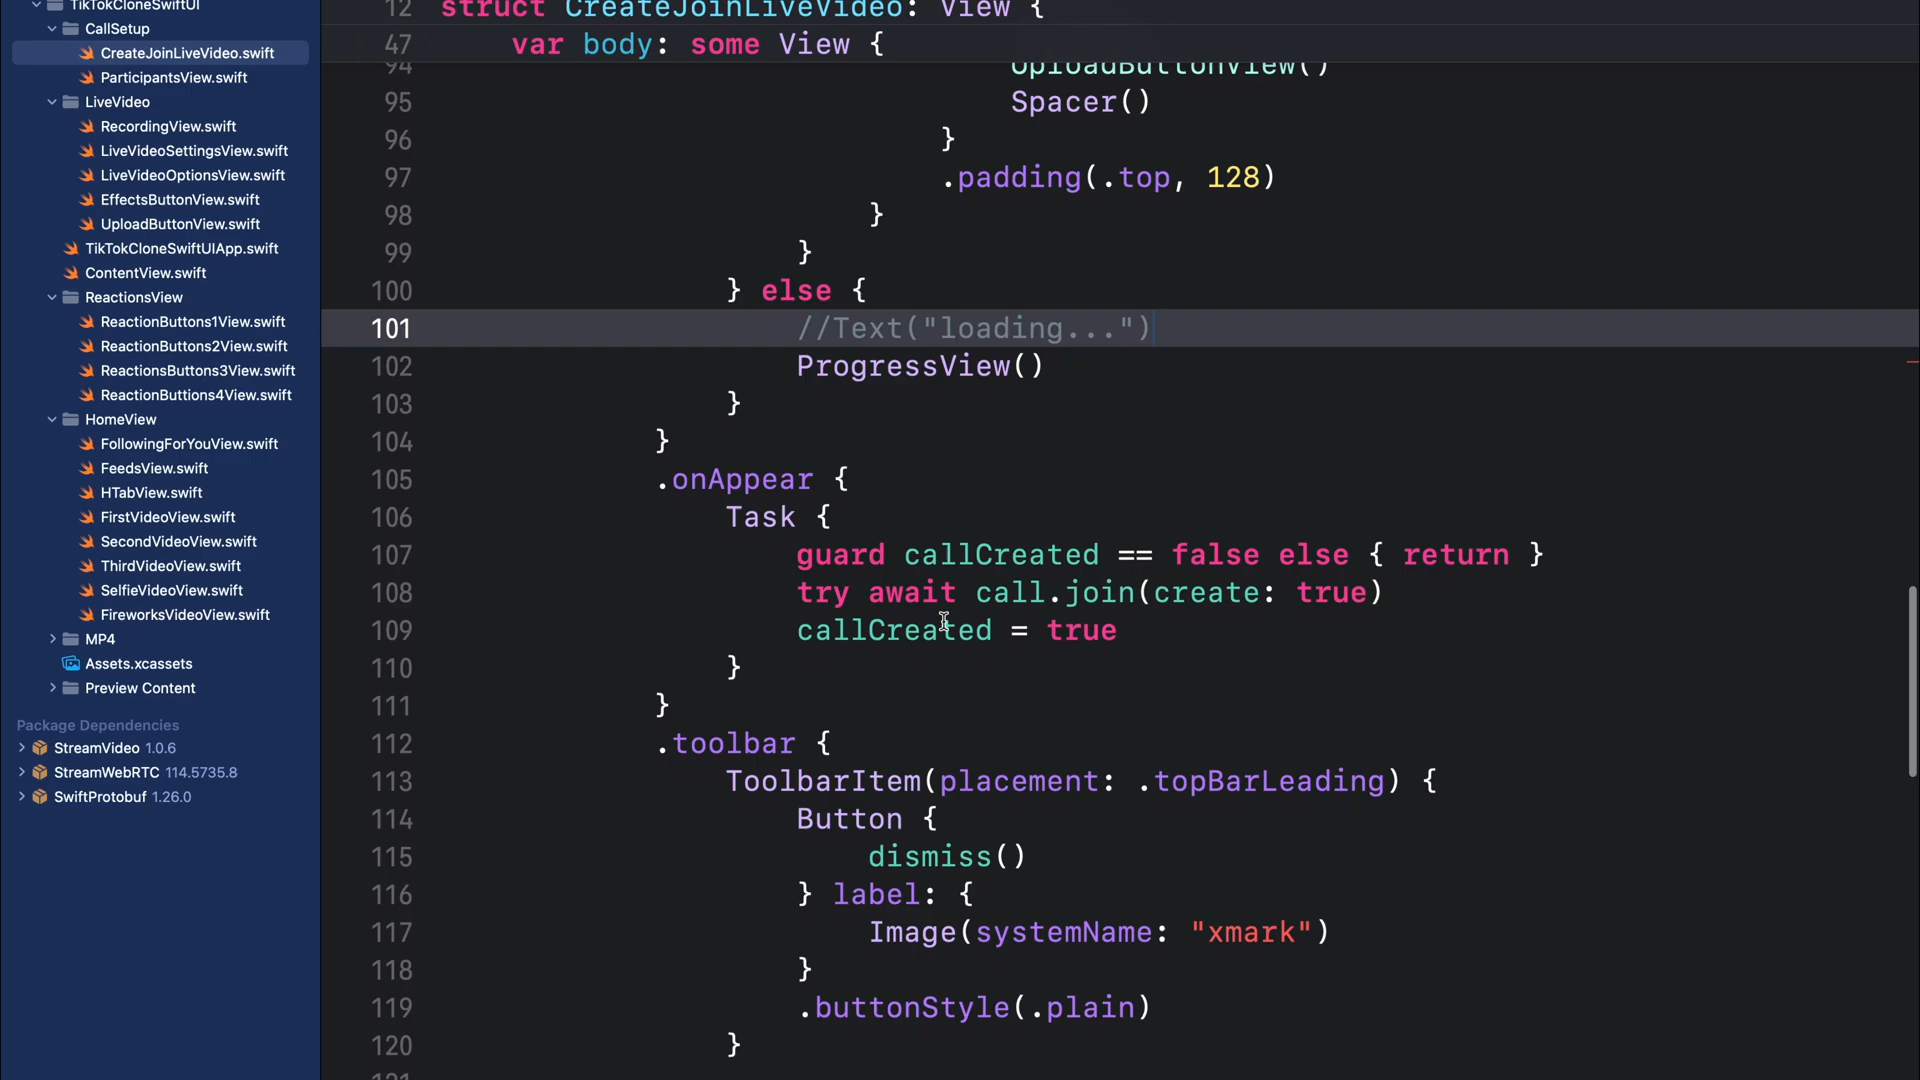 TikTokCloneSwiftUI
CallSetup
CreateJoinLiveVideo.swift
ParticipantsView.swift
LiveVideo
RecordingView.swift
LiveVideoSettingsView.swift
LiveVideoOptionsView.swift
EffectsButtonView.swift
UploadButtonView.swift
TikTokCloneSwiftUIApp.swift
ContentView.swift
ReactionsView
ReactionButtons1View.swift
ReactionButtons2View.swift
ReactionsButtons3View.swift
ReactionButtions4View.swift
HomeView
FollowingForYouView.swift
FeedsView.swift
HTabView.swift
FirstVideoView.swift
SecondVideoView.swift
ThirdVideoView.swift
SelfieVideoView.swift
FireworksVideoView.swift
MP4
Assets.xcassets
Preview Content
Package Dependencies
StreamVideo 1.0.6
StreamWebRTC 114.5735.8
SwiftProtobuf 1.26.0
12 struct CreateJoinLiveVideo: View {
47 var body: some View {
94 UploadButtonView()
95 Spacer()
96 }
97 .padding(.top, 128)
98 }
99 }
100 } else {
101 //Text("loading...")
102 ProgressView()
103 }
104 }
105 .onAppear {
106 Task {
107 guard callCreated == false else { return }
108 try await call.join(create: true)
109 callCreated = true
110 }
111 }
112 .toolbar {
113 ToolbarItem(placement: .topBarLeading) {
114 Button {
115 dismiss()
116 } label: {
117 Image(systemName: "xmark")
118 }
119 .buttonStyle(.plain)
120 }
121